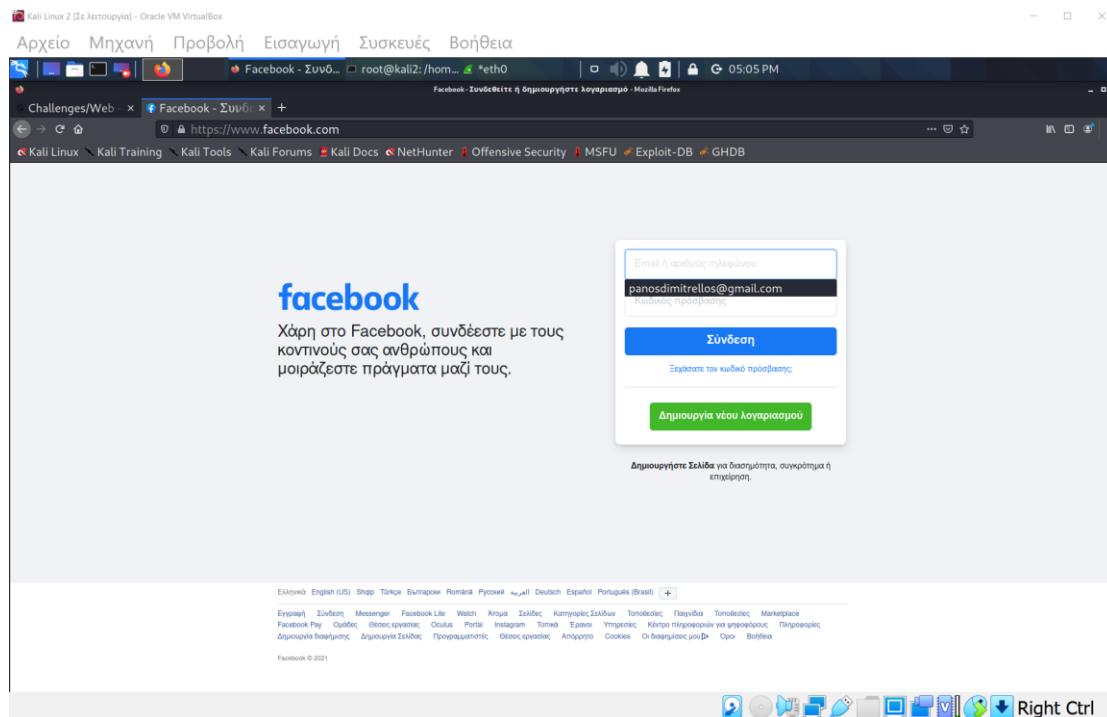 Kali Linux 2 [Σε λειτουργία] - Oracle VM VirtualBox
Αρχείο Μηχανή Προβολή Εισαγωγή Συσκευές Βοήθεια
Facebook - Συνδ... root@kali2: /hom... *eth0 05:05 PM
Facebook - Συνδεθείτε ή δημιουργήστε λογαριασμό - Mozilla Firefox
Challenges/Web - × Facebook - Συνδε × +
https://www.facebook.com
Kali Linux Kali Training Kali Tools Kali Forums Kali Docs NetHunter Offensive Security MSFU Exploit-DB GHDB
Email ή αριθμός τηλεφώνου
panosdimitrellos@gmail.com
Κωδικός πρόσβασης
facebook
Χάρη στο Facebook, συνδέεστε με τους
κοντινούς σας ανθρώπους και
μοιράζεστε πράγματα μαζί τους.
Σύνδεση
Ξεχάσατε τον κωδικό πρόσβασης;
Δημιουργία νέου λογαριασμού
Δημιουργήστε Σελίδα για διασημότητα, συγκρότημα ή
επιχείρηση.
Ελληνικά English (US) Shqip Türkçe Български Română Русский العربية Deutsch Español Português (Brasil) +
Εγγραφή Σύνδεση Messenger Facebook Lite Watch Άτομα Σελίδες Κατηγορίες Σελίδων Τοποθεσίες Παιχνίδια Τοποθεσίες Marketplace
Facebook Pay Ομάδες Θέσεις εργασίας Oculus Portal Instagram Τοπικά Έρανοι Υπηρεσίες Κέντρο πληροφοριών για ψηφοφόρους Πληροφορίες
Δημιουργία διαφήμισης Δημιουργία Σελίδας Προγραμματιστές Θέσεις εργασίας Απόρρητο Cookies Οι διαφημίσεις μου Όροι Βοήθεια
Facebook © 2021
Right Ctrl